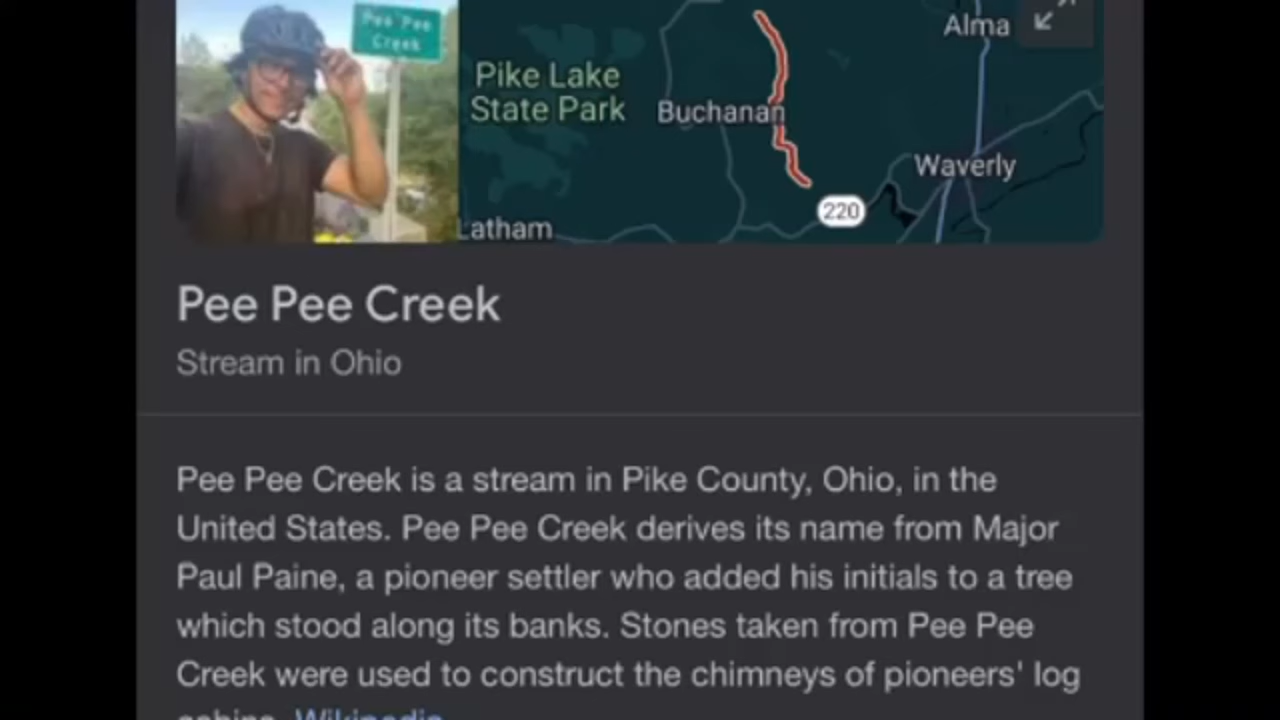 Pee Pee
Creek
Alma
Pike Lake
State Park
Buchanan
Waverly
220
Latham
Pee Pee Creek
Stream in Ohio
Pee Pee Creek is a stream in Pike County, Ohio, in the
United States. Pee Pee Creek derives its name from Major
Paul Paine, a pioneer settler who added his initials to a tree
which stood along its banks. Stones taken from Pee Pee
Creek were used to construct the chimneys of pioneers' log
cabins. Wikipedia